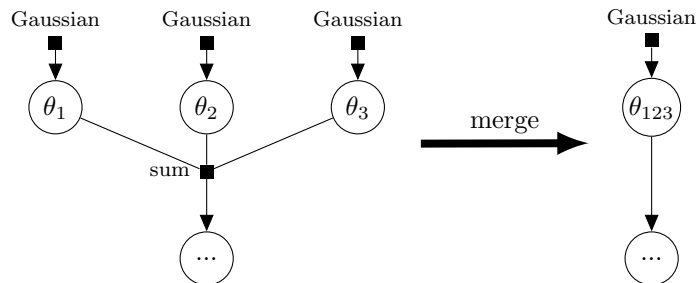 Gaussian Gaussian Gaussian Gaussian
θ₁ θ₂ θ₃ θ₁₂₃
merge
sum
... ...